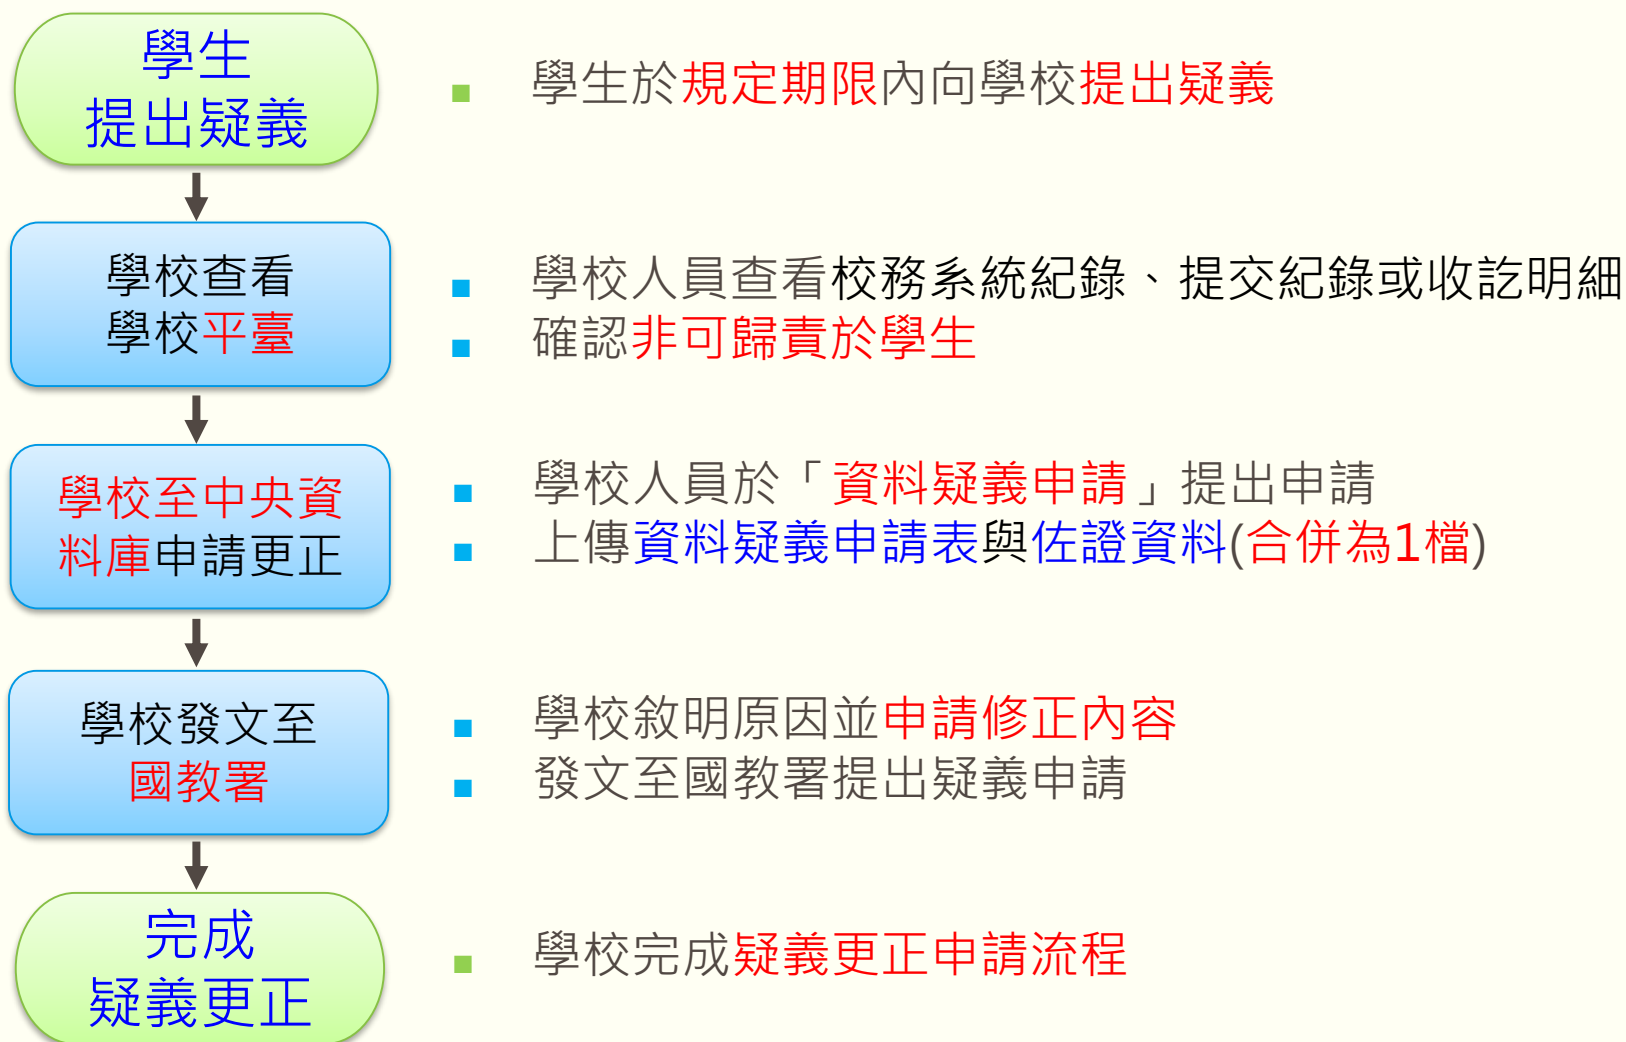 學生
提出疑義
學生於規定期限內向學校提出疑義
學校查看
學校平臺
學校人員查看校務系統紀錄、提交紀錄或收訖明細
確認非可歸責於學生
學校至中央資
料庫申請更正
學校人員於「資料疑義申請」提出申請
上傳資料疑義申請表與佐證資料(合併為1檔)
學校發文至
國教署
學校敘明原因並申請修正內容
發文至國教署提出疑義申請
完成
疑義更正
學校完成疑義更正申請流程